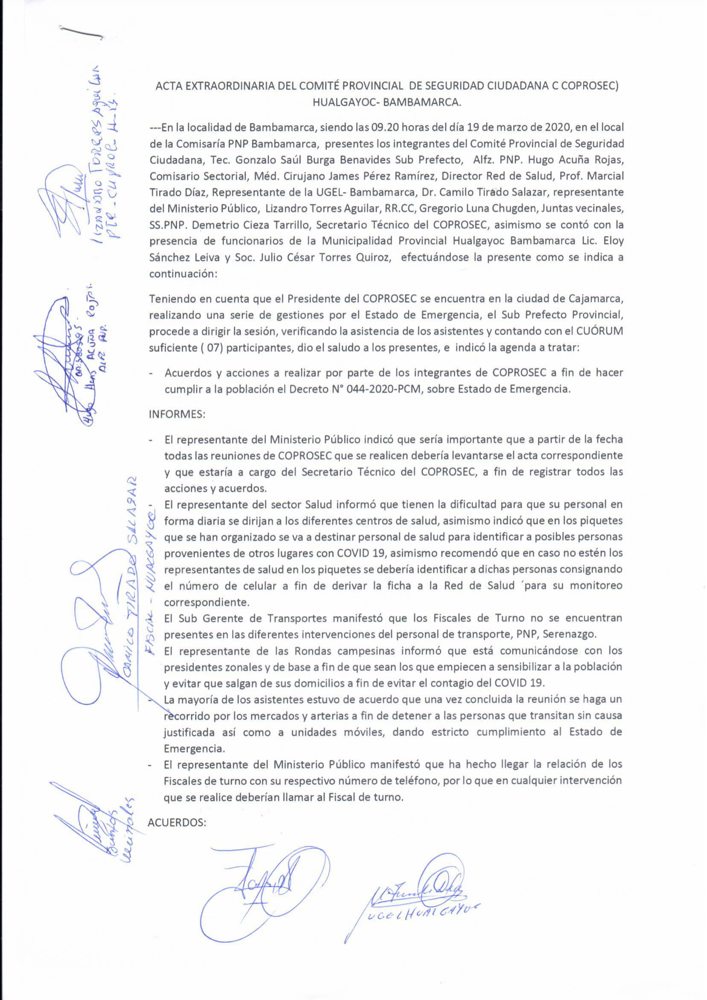 ACTA EXTRAORDINARIA DEL COMITÉ PROVINCIAL DE SEGURIDAD CIUDADANA C COPROSEC)
HUALGAYOC- BAMBAMARCA.
---En la localidad de Bambamarca, siendo las 09.20 horas del día 19 de marzo de 2020, en el local
de la Comisaría PNP Bambamarca, presentes los integrantes del Comité Provincial de Seguridad
Ciudadana, Tec. Gonzalo Saúl Burga Benavides Sub Prefecto, Alfz. PNP. Hugo Acuña Rojas,
Comisario Sectorial, Méd. Cirujano James Pérez Ramírez, Director Red de Salud, Prof. Marcial
Tirado Díaz, Representante de la UGEL- Bambamarca, Dr. Camilo Tirado Salazar, representante
del Ministerio Público, Lizandro Torres Aguilar, RR.CC, Gregorio Luna Chugden, Juntas vecinales,
SS.PNP. Demetrio Cieza Tarrillo, Secretario Técnico del COPROSEC, asimismo se contó con la
presencia de funcionarios de la Municipalidad Provincial Hualgayoc Bambamarca Lic. Eloy
Sánchez Leiva y Soc. Julio César Torres Quiroz, efectuándose la presente como se indica a
continuación:
Teniendo en cuenta que el Presidente del COPROSEC se encuentra en la ciudad de Cajamarca,
realizando una serie de gestiones por el Estado de Emergencia, el Sub Prefecto Provincial,
procede a dirigir la sesión, verificando la asistencia de los asistentes y contando con el CUÓRUM
suficiente ( 07) participantes, dio el saludo a los presentes, e indicó la agenda a tratar:
- Acuerdos y acciones a realizar por parte de los integrantes de COPROSEC a fin de hacer
cumplir a la población el Decreto N° 044-2020-PCM, sobre Estado de Emergencia.
INFORMES:
- El representante del Ministerio Público indicó que sería importante que a partir de la fecha
todas las reuniones de COPROSEC que se realicen debería levantarse el acta correspondiente
y que estaría a cargo del Secretario Técnico del COPROSEC, a fin de registrar todos las
acciones y acuerdos.
- El representante del sector Salud informó que tienen la dificultad para que su personal en
forma diaria se dirijan a los diferentes centros de salud, asimismo indicó que en los piquetes
que se han organizado se va a destinar personal de salud para identificar a posibles personas
provenientes de otros lugares con COVID 19, asimismo recomendó que en caso no estén los
representantes de salud en los piquetes se debería identificar a dichas personas consignando
el número de celular a fin de derivar la ficha a la Red de Salud ´para su monitoreo
correspondiente.
El Sub Gerente de Transportes manifestó que los Fiscales de Turno no se encuentran
presentes en las diferentes intervenciones del personal de transporte, PNP, Serenazgo.
El representante de las Rondas campesinas informó que está comunicándose con los
presidentes zonales y de base a fin de que sean los que empiecen a sensibilizar a la población
y evitar que salgan de sus domicilios a fin de evitar el contagio del COVID 19.
- La mayoría de los asistentes estuvo de acuerdo que una vez concluida la reunión se haga un
recorrido por los mercados y arterias a fin de detener a las personas que transitan sin causa
justificada así como a unidades móviles, dando estricto cumplimiento al Estado de
Emergencia.
- El representante del Ministerio Público manifestó que ha hecho llegar la relación de los
Fiscales de turno con su respectivo número de teléfono, por lo que en cualquier intervención
que se realice deberían llamar al Fiscal de turno.
ACUERDOS:
LIZANDRO TORRES AGUILAR
ACUÑA ROJAS
PNP.
CAMILO TIRADO SALAZAR
FISCAL - HUALGAYOC
Juntas
vecinales
UGEL HUALGAYOC